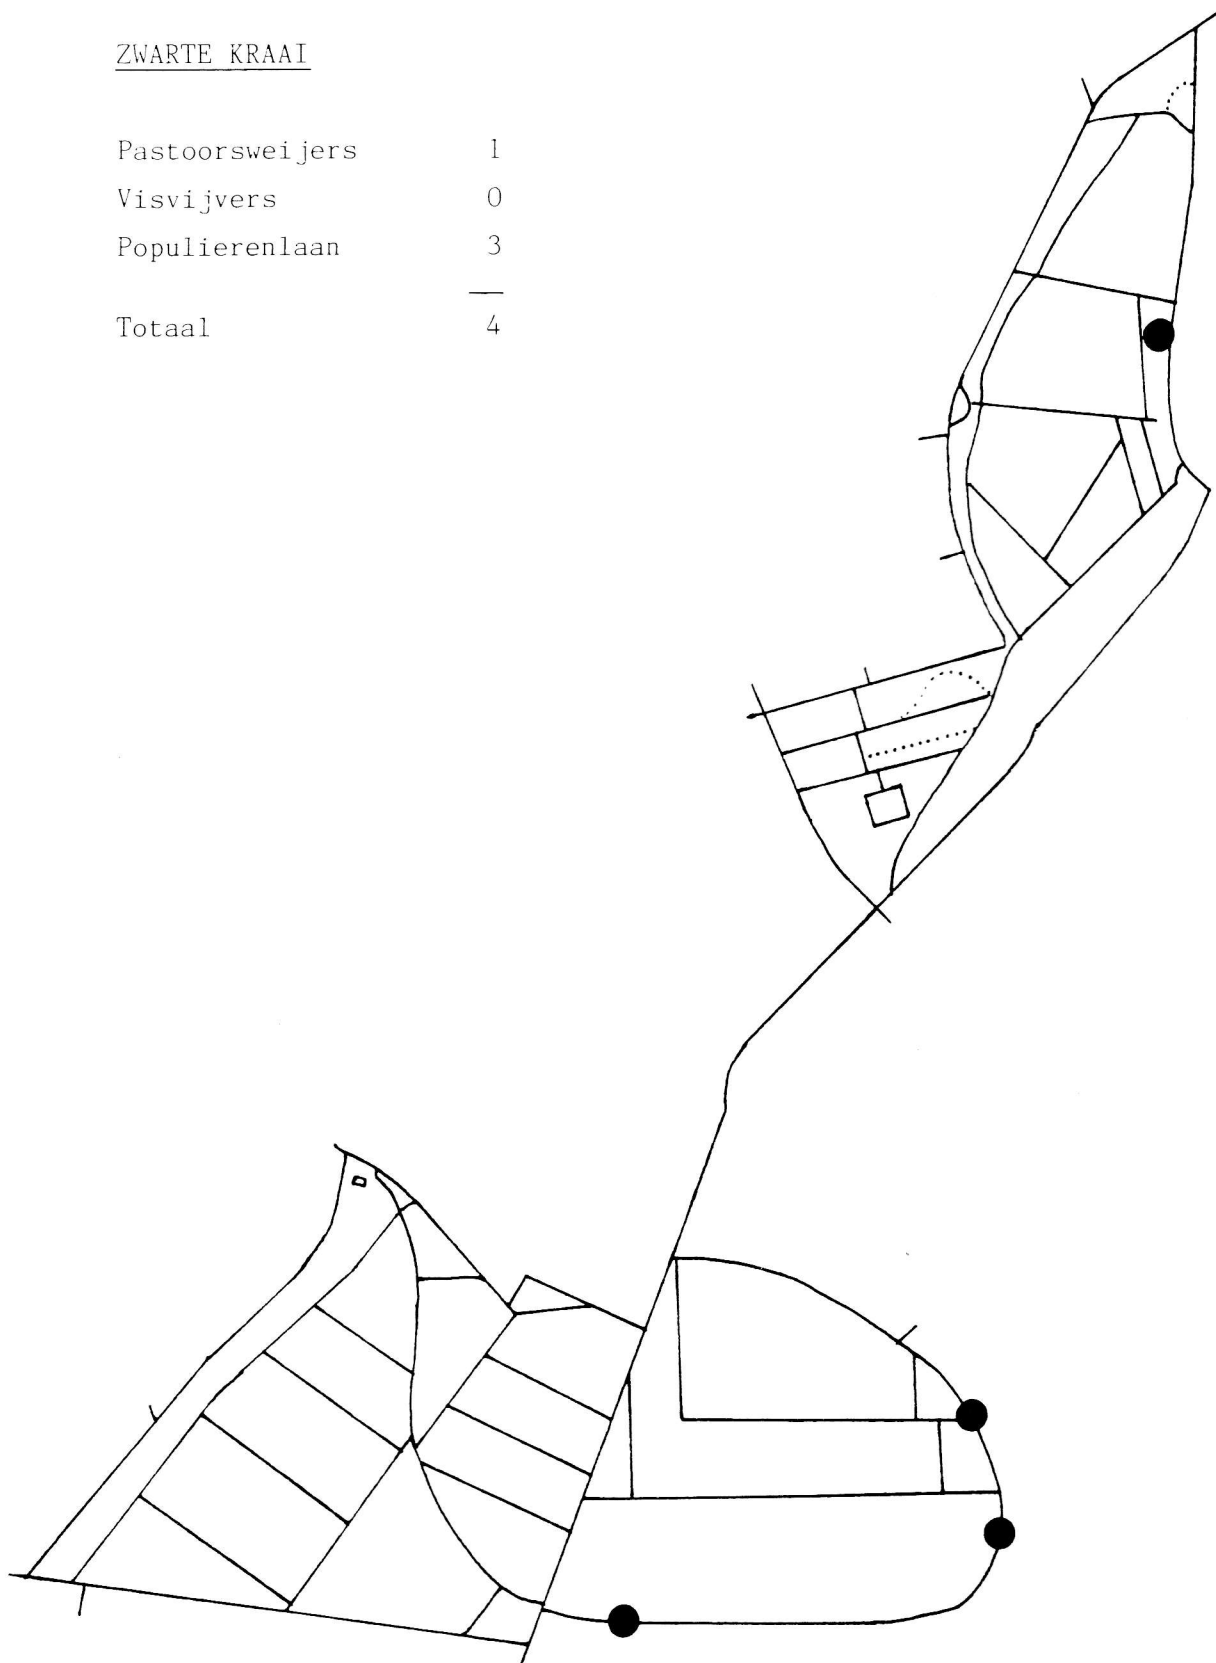 ZWARTE KRAAI
Pastoorsweijers 1
Visvijvers 0
Populierenlaan 3
Totaal 4